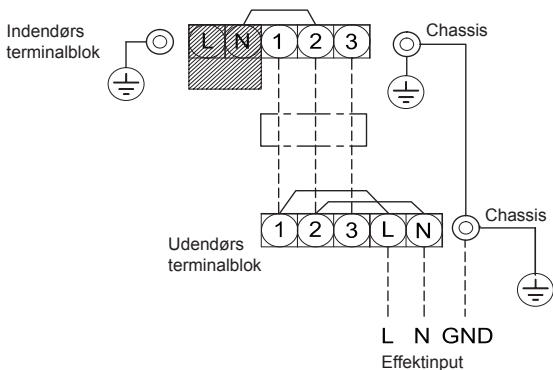 Indendørs
terminalblok
L N 1 2 3
Chassis
1 2 3 L N
Chassis
Udendørs
terminalblok
L N GND
Effektinput